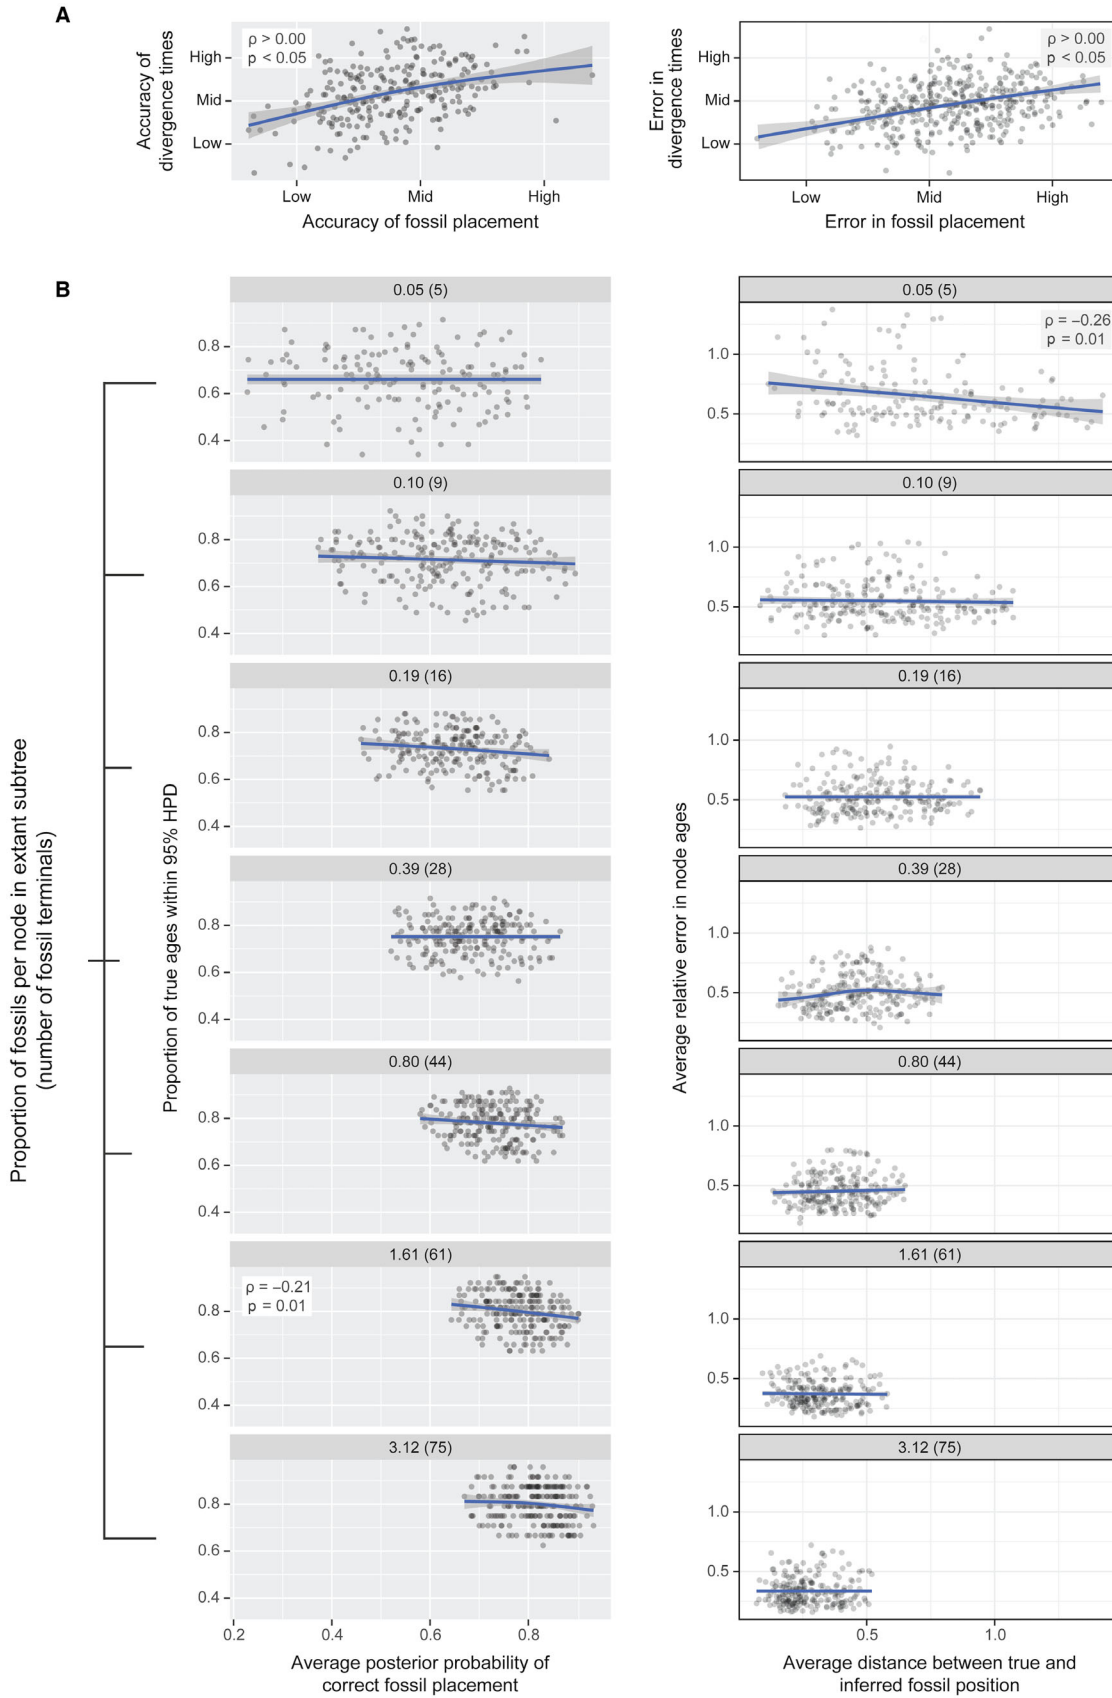 A
ρ > 0.00
p < 0.05
High
Mid
Low
Accuracy of
divergence times
Low Mid High
Accuracy of fossil placement
ρ > 0.00
p < 0.05
High
Mid
Low
Error in
divergence times
Low Mid High
Error in fossil placement
B
Proportion of fossils per node in extant subtree
(number of fossil terminals)
Proportion of true ages within 95% HPD
0.05 (5)
0.8
0.6
0.4
0.10 (9)
0.8
0.6
0.4
0.19 (16)
0.8
0.6
0.4
0.39 (28)
0.8
0.6
0.4
0.80 (44)
0.8
0.6
0.4
1.61 (61)
ρ = −0.21
p = 0.01
0.8
0.6
0.4
3.12 (75)
0.8
0.6
0.4
0.2 0.4 0.6 0.8
Average posterior probability of
correct fossil placement
Average relative error in node ages
0.05 (5)
ρ = −0.26
p = 0.01
1.0
0.5
0.10 (9)
1.0
0.5
0.19 (16)
1.0
0.5
0.39 (28)
1.0
0.5
0.80 (44)
1.0
0.5
1.61 (61)
1.0
0.5
3.12 (75)
1.0
0.5
0.5 1.0
Average distance between true and
inferred fossil position